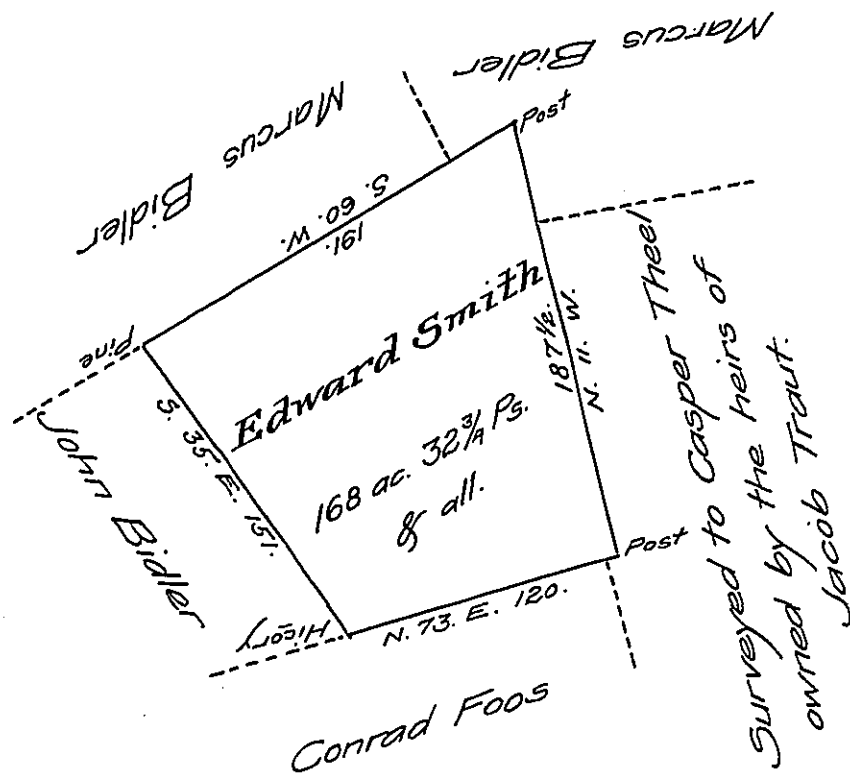 Marcus Bidler
Marcus Bidler
Post
S. 60. W.
191.
Pine
Edward Smith
187½.
N. 11. W.
S. 35. E. 151.
168 ac. 32¾ Ps.
& all.
John Bidler
Hicory
N. 73. E. 120.
Post
Conrad Foos
Surveyed to Casper Theel
owned by the heirs of
Jacob Traut.